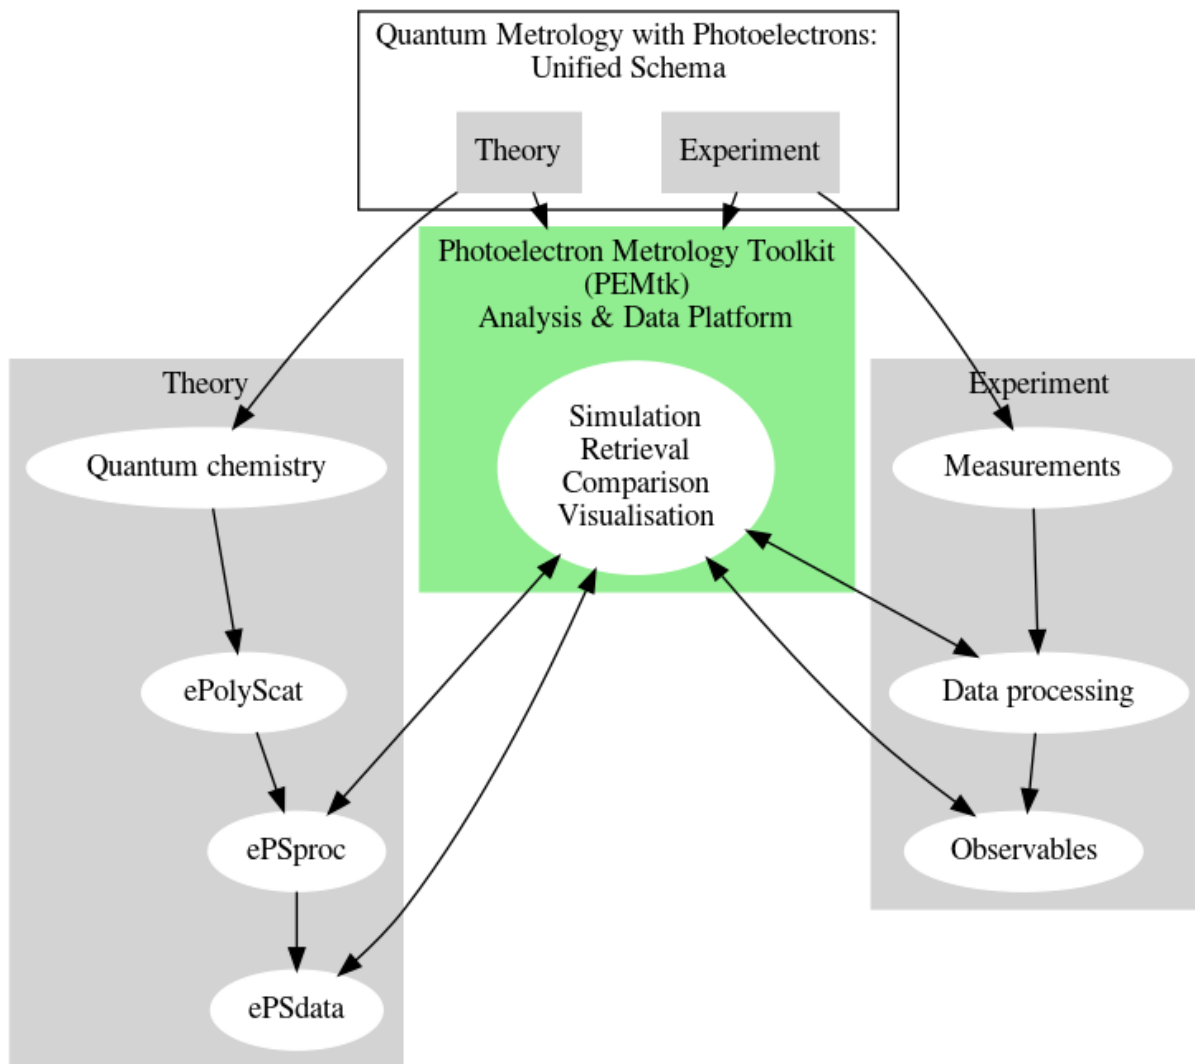 Quantum Metrology with Photoelectrons:
Unified Schema
Theory
Experiment
Photoelectron Metrology Toolkit
(PEMtk)
Analysis & Data Platform
Simulation
Retrieval
Comparison
Visualisation
Theory
Quantum chemistry
ePolyScat
ePSproc
ePSdata
Experiment
Measurements
Data processing
Observables